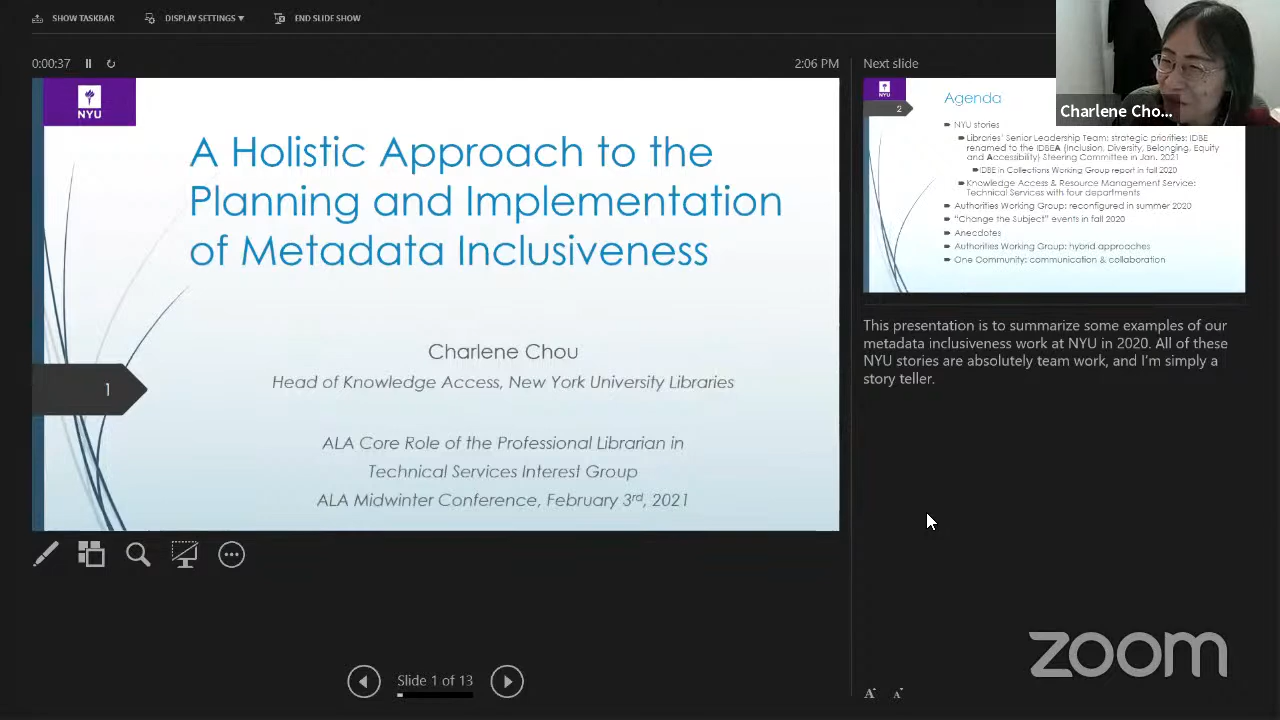 SHOW TASKBAR
DISPLAY SETTINGS ▼
END SLIDE SHOW
0:00:37
2:06 PM
NYU
A Holistic Approach to the
Planning and Implementation
of Metadata Inclusiveness
Charlene Chou
Head of Knowledge Access, New York University Libraries
1
ALA Core Role of the Professional Librarian in
Technical Services Interest Group
ALA Midwinter Conference, February 3rd, 2021
Slide 1 of 13
Next slide
Charlene Cho...
NYU
2
Agenda
NYU stories
Libraries' Senior Leadership Team: strategic priorities: IDBE
renamed to the IDBEA (Inclusion, Diversity, Belonging, Equity
and Accessibility) Steering Committee in Jan. 2021
IDBE in Collections Working Group report in fall 2020
Knowledge Access & Resource Management Service:
Technical Services with four departments
Authorities Working Group: reconfigured in summer 2020
"Change the Subject" events in fall 2020
Anecdotes
Authorities Working Group: hybrid approaches
One Community: communication & collaboration
This presentation is to summarize some examples of our
metadata inclusiveness work at NYU in 2020. All of these
NYU stories are absolutely team work, and I'm simply a
story teller.
A A
zoom